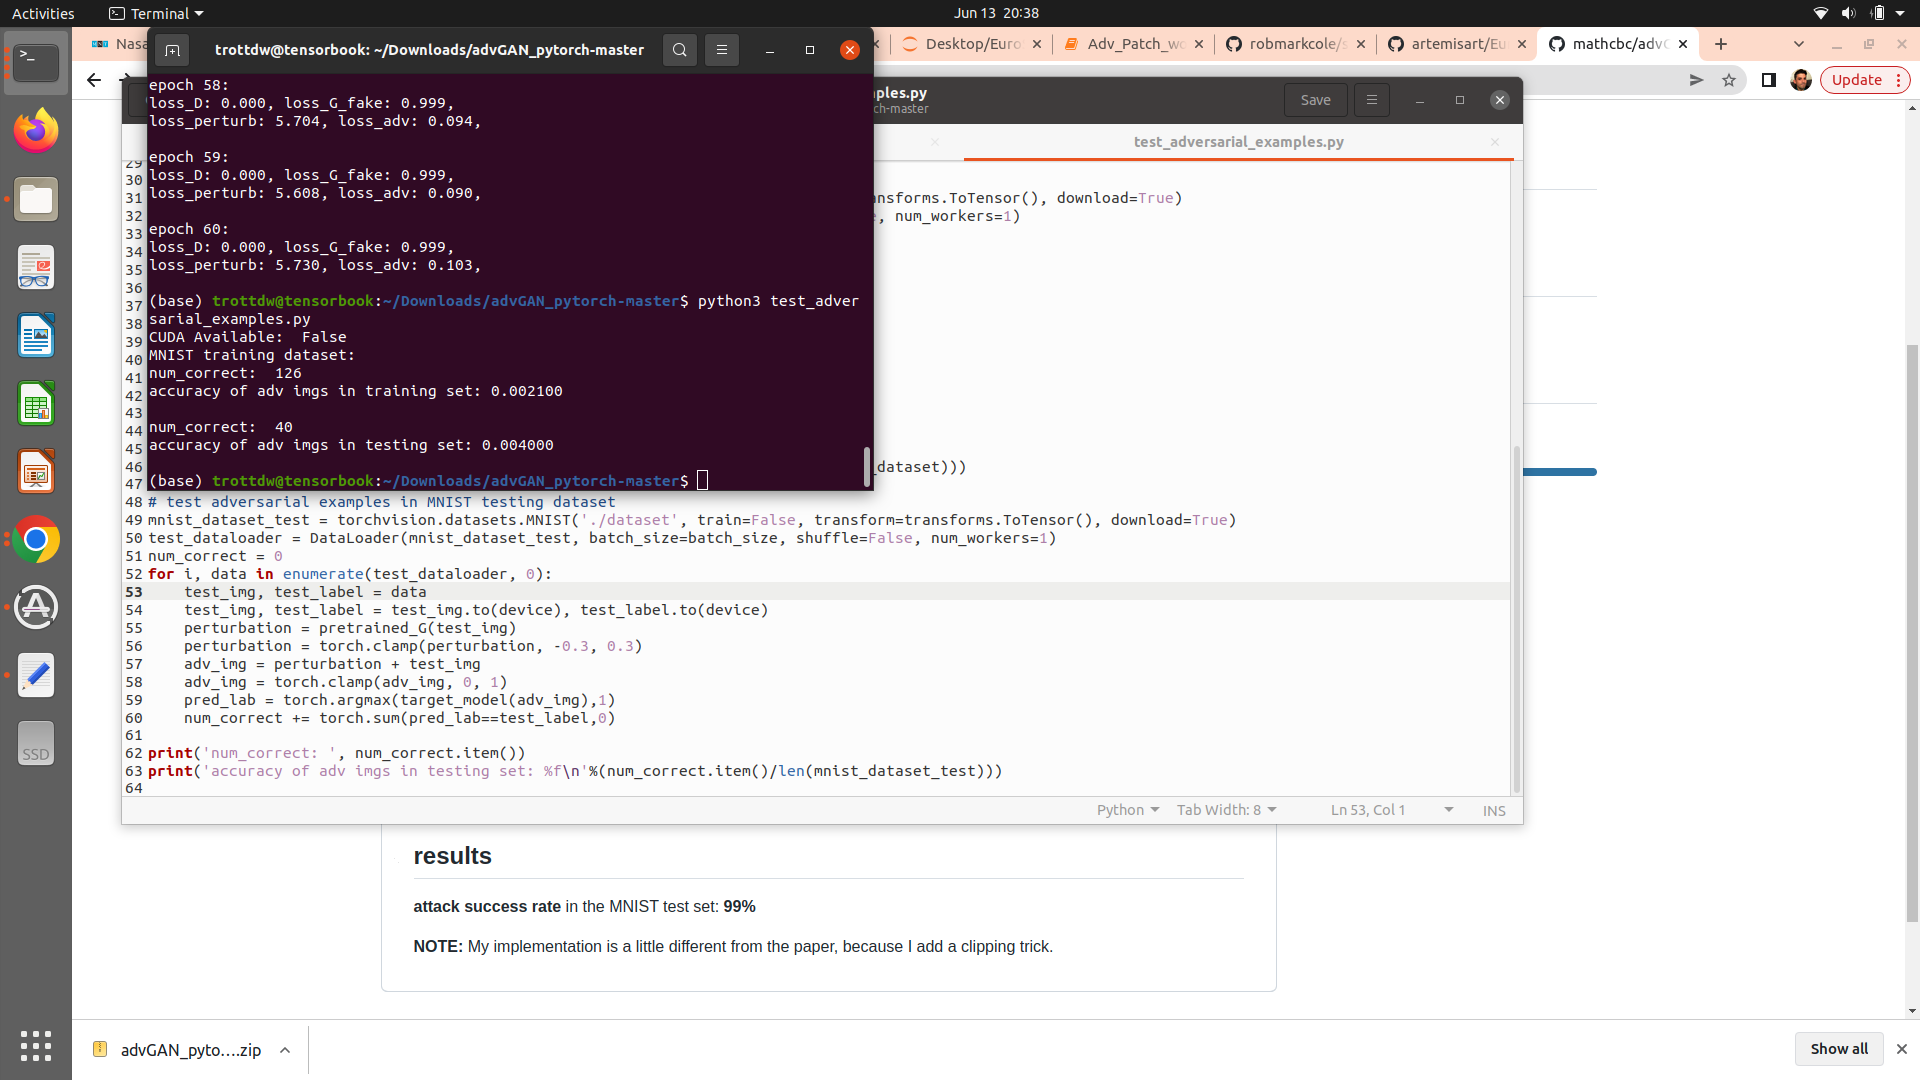 Activities
Terminal
Jun 13 20:38
Nasa
Desktop/Euro
Adv_Patch_wo
robmarkcole/s
artemisart/Eu
mathcbc/advG
Update
trottdw@tensorbook: ~/Downloads/advGAN_pytorch-master
ples.py
ch-master
Save
test_adversarial_examples.py
epoch 58:
loss_D: 0.000, loss_G_fake: 0.999,
loss_perturb: 5.704, loss_adv: 0.094,
epoch 59:
loss_D: 0.000, loss_G_fake: 0.999,
loss_perturb: 5.608, loss_adv: 0.090,
epoch 60:
loss_D: 0.000, loss_G_fake: 0.999,
loss_perturb: 5.730, loss_adv: 0.103,
(base) trottdw@tensorbook:~/Downloads/advGAN_pytorch-master$ python3 test_adver
sarial_examples.py
CUDA Available:  False
MNIST training dataset:
num_correct:  126
accuracy of adv imgs in training set: 0.002100
num_correct:  40
accuracy of adv imgs in testing set: 0.004000
(base) trottdw@tensorbook:~/Downloads/advGAN_pytorch-master$
29
30
31 ansforms.ToTensor(), download=True)
32 e, num_workers=1)
33
34
35
36
37
38
39
40
41
42
43
44
45
46 _dataset)))
47
48 # test adversarial examples in MNIST testing dataset
49 mnist_dataset_test = torchvision.datasets.MNIST('./dataset', train=False, transform=transforms.ToTensor(), download=True)
50 test_dataloader = DataLoader(mnist_dataset_test, batch_size=batch_size, shuffle=False, num_workers=1)
51 num_correct = 0
52 for i, data in enumerate(test_dataloader, 0):
53     test_img, test_label = data
54     test_img, test_label = test_img.to(device), test_label.to(device)
55     perturbation = pretrained_G(test_img)
56     perturbation = torch.clamp(perturbation, -0.3, 0.3)
57     adv_img = perturbation + test_img
58     adv_img = torch.clamp(adv_img, 0, 1)
59     pred_lab = torch.argmax(target_model(adv_img),1)
60     num_correct += torch.sum(pred_lab==test_label,0)
61
62 print('num_correct: ', num_correct.item())
63 print('accuracy of adv imgs in testing set: %f\n'%(num_correct.item()/len(mnist_dataset_test)))
64
Python
Tab Width: 8
Ln 53, Col 1
INS
SSD
results
attack success rate in the MNIST test set: 99%
NOTE: My implementation is a little different from the paper, because I add a clipping trick.
advGAN_pyto....zip
Show all